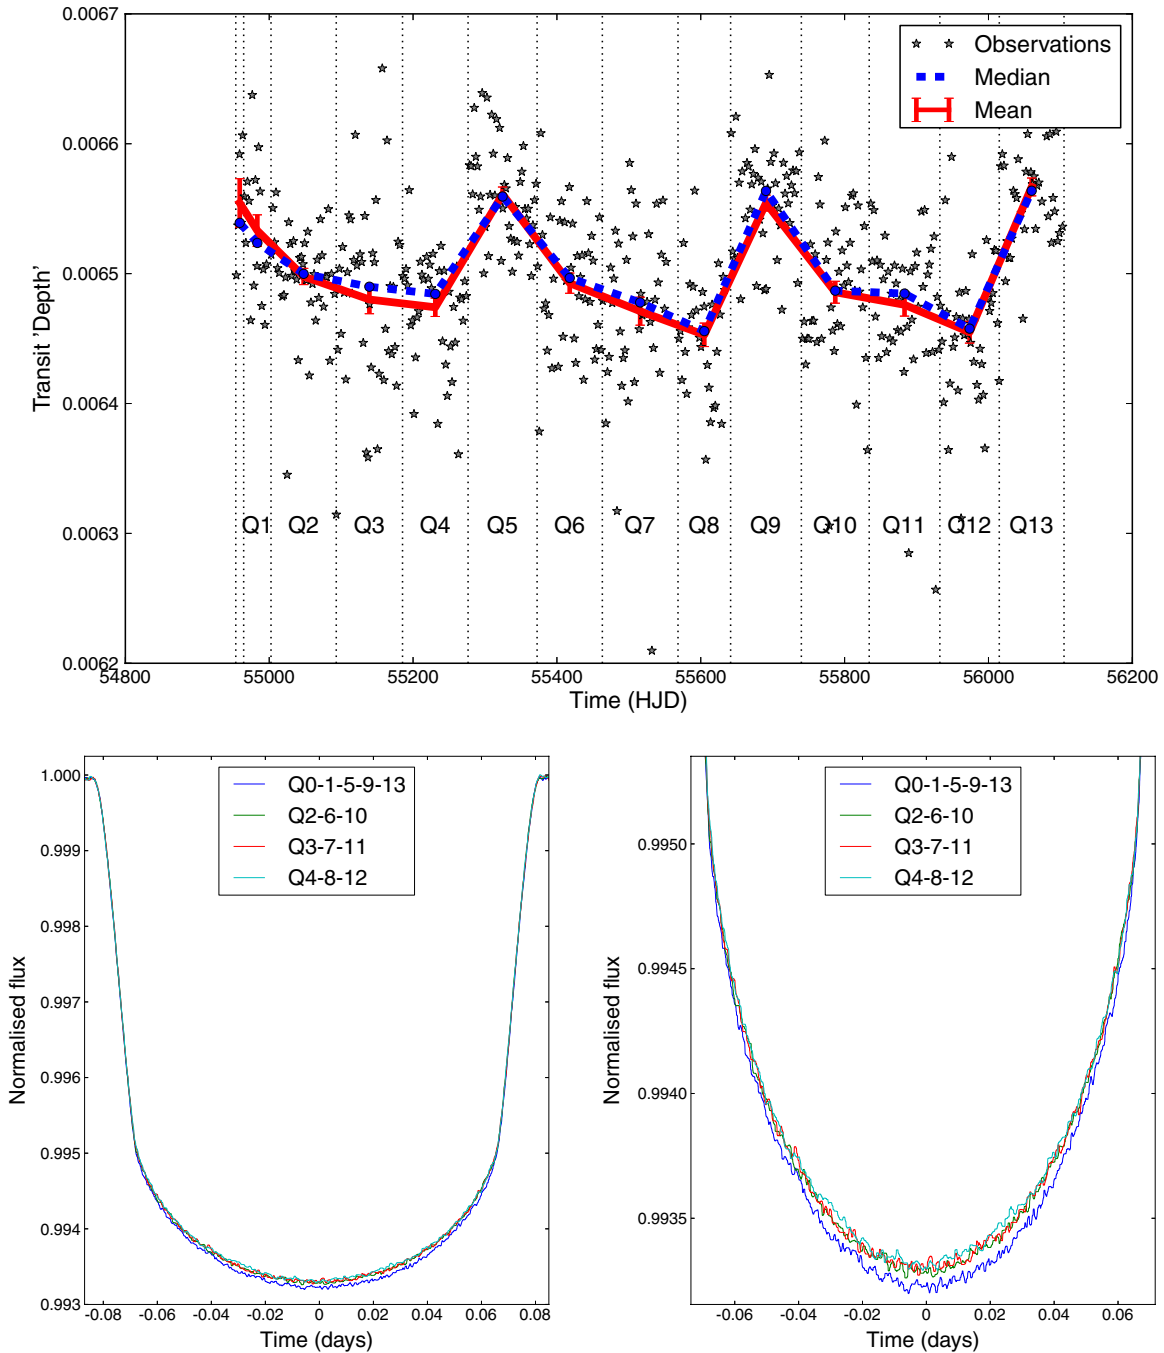 0.0067
0.0066
0.0065
0.0064
0.0063
0.0062
Transit 'Depth'
Observations
Median
Mean
Q1 Q2 Q3 Q4 Q5 Q6 Q7 Q8 Q9 Q10 Q11 Q12 Q13
54800 55000 55200 55400 55600 55800 56000 56200
Time (HJD)
1.000
0.999
0.998
0.997
0.996
0.995
0.994
0.993
Normalised flux
Q0-1-5-9-13
Q2-6-10
Q3-7-11
Q4-8-12
-0.08 -0.06 -0.04 -0.02 0 0.02 0.04 0.06 0.08
Time (days)
0.9950
0.9945
0.9940
0.9935
Normalised flux
Q0-1-5-9-13
Q2-6-10
Q3-7-11
Q4-8-12
-0.06 -0.04 -0.02 0 0.02 0.04 0.06
Time (days)